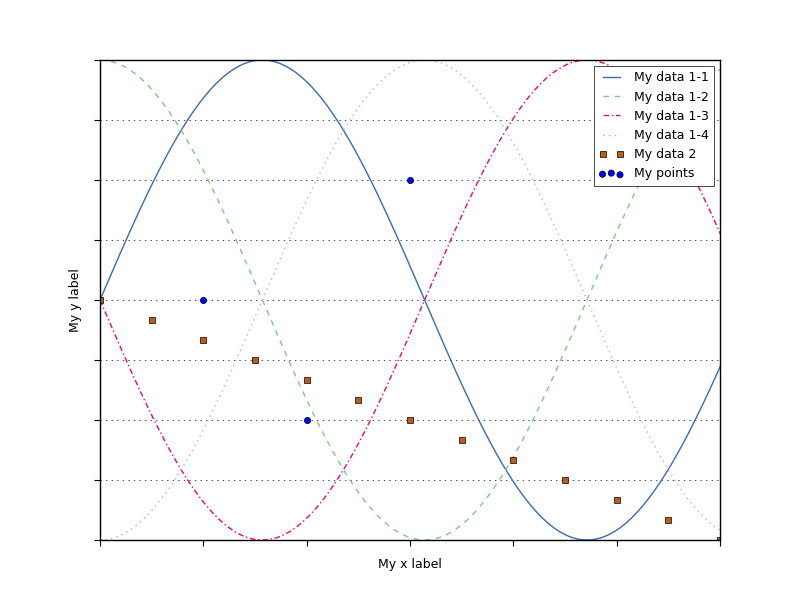 My data 1-1
My data 1-2
My data 1-3
My data 1-4
My data 2
My points
My y label
My x label